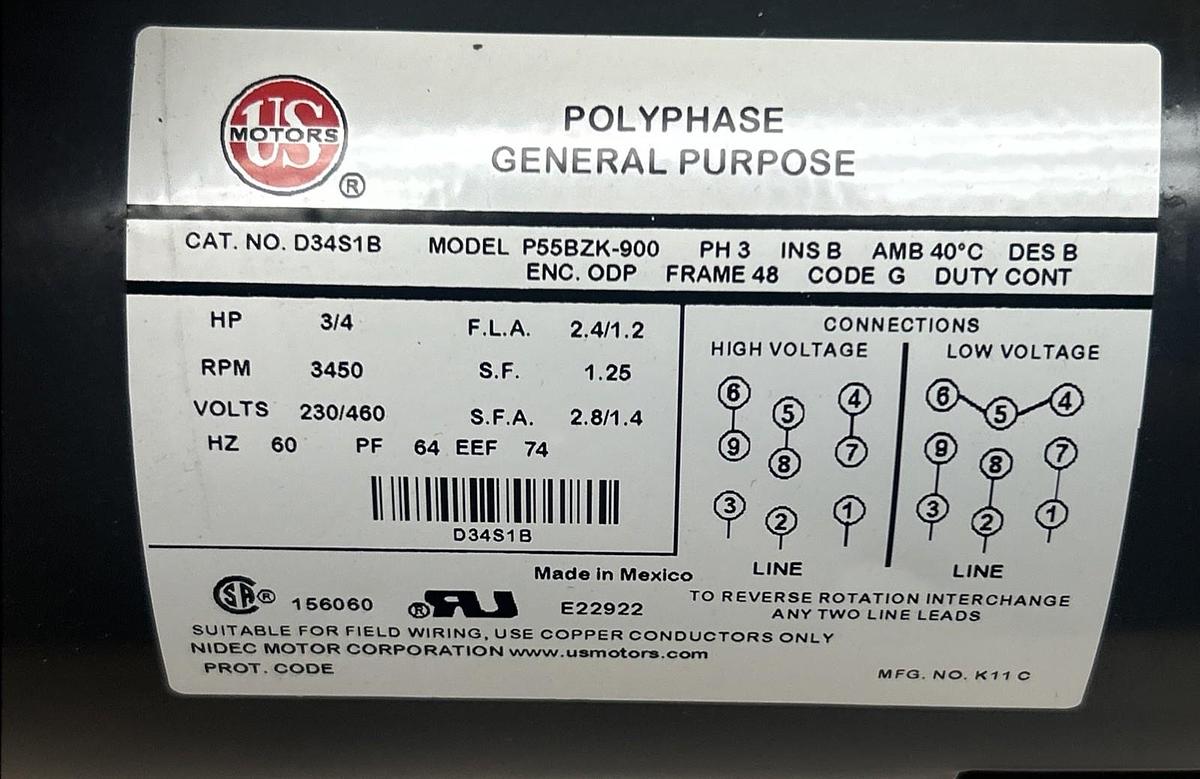 US
MOTORS
®
POLYPHASE
GENERAL PURPOSE
CAT. NO. D34S1B MODEL P55BZK-900 PH 3 INS B AMB 40°C DES B
ENC. ODP FRAME 48 CODE G DUTY CONT
HP 3/4 F.L.A. 2.4/1.2
RPM 3450 S.F. 1.25
VOLTS 230/460 S.F.A. 2.8/1.4
HZ 60 PF 64 EEF 74
D34S1B
CONNECTIONS
HIGH VOLTAGE LOW VOLTAGE
6 5 4 6 5 4
9 8 7 9 8 7
3 2 1 3 2 1
LINE LINE
Made in Mexico
SA® 156060 ®RU E22922
TO REVERSE ROTATION INTERCHANGE
ANY TWO LINE LEADS
SUITABLE FOR FIELD WIRING, USE COPPER CONDUCTORS ONLY
NIDEC MOTOR CORPORATION www.usmotors.com
PROT. CODE
MFG. NO. K11 C